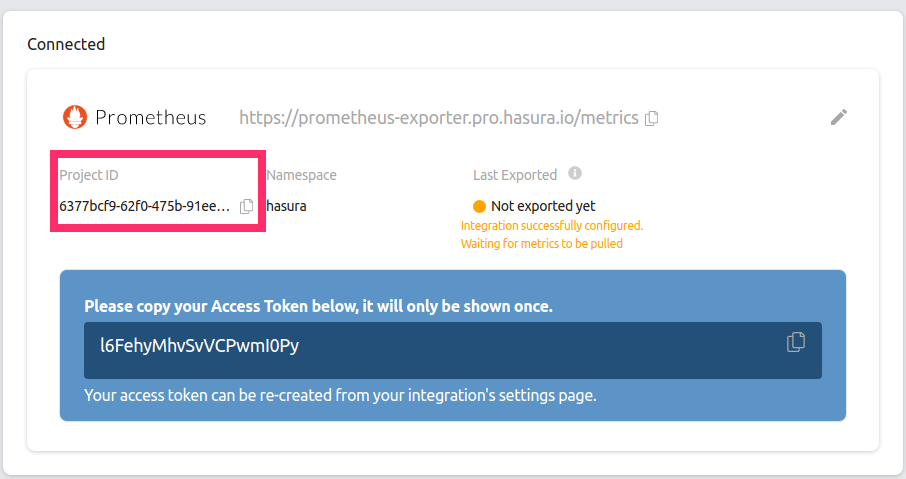 Connected
Prometheus https://prometheus-exporter.pro.hasura.io/metrics
Project ID Namespace Last Exported
6377bcf9-62f0-475b-91ee... hasura Not exported yet
Integration successfully configured.
Waiting for metrics to be pulled
Please copy your Access Token below, it will only be shown once.
l6FehyMhvSvVCPwmI0Py
Your access token can be re-created from your integration's settings page.